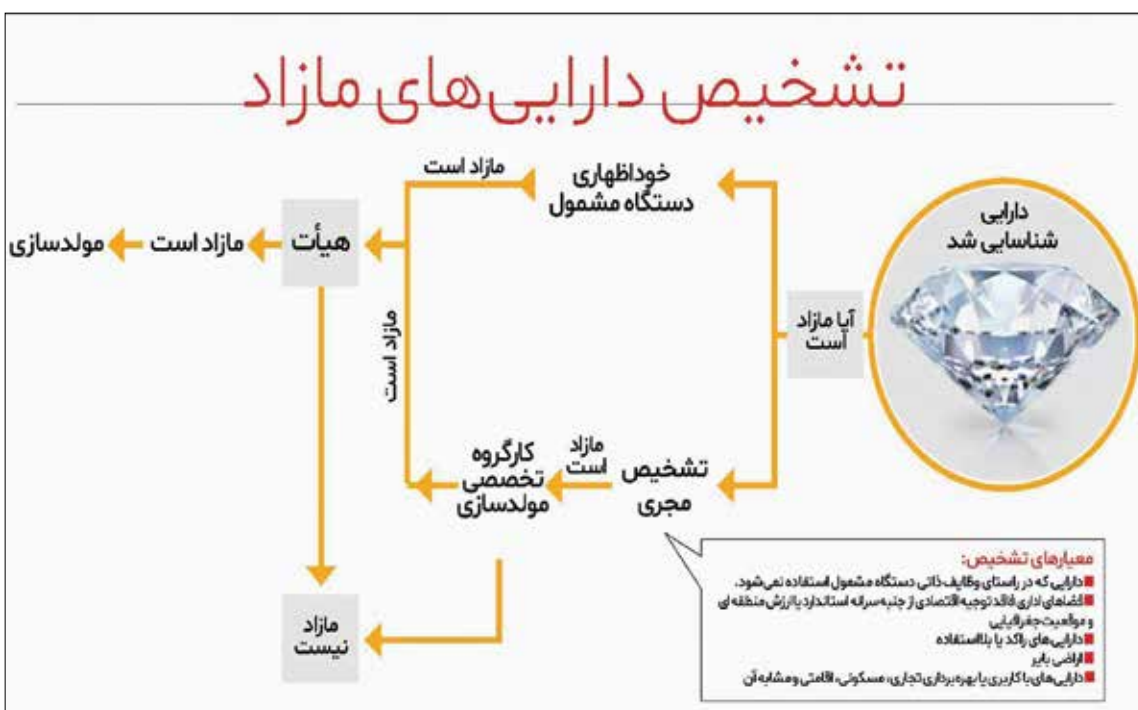 تشخیص دارایی‌های مازاد
دارایی
شناسایی شد
آیا مازاد
است
خوداظهاری
دستگاه مشمول
مازاد است
هیأت
مازاد است
مولدسازی
مازاد است
تشخیص
مجری
مازاد
است
کارگروه
تخصصی
مولدسازی
مازاد
نیست
معیارهای تشخیص:
دارایی که در راستای وظایف ذاتی دستگاه مشمول استفاده نمی‌شود.
فضاهای اداری فاقد توجیه اقتصادی از جنبه سرانه استاندارد یا ارزش منطقه ای
و موقعیت جغرافیایی
دارایی‌های راکد یا بلااستفاده
اراضی بایر
دارایی‌های با کاربری یا بهره برداری تجاری، مسکونی، اقامتی و مشابه آن